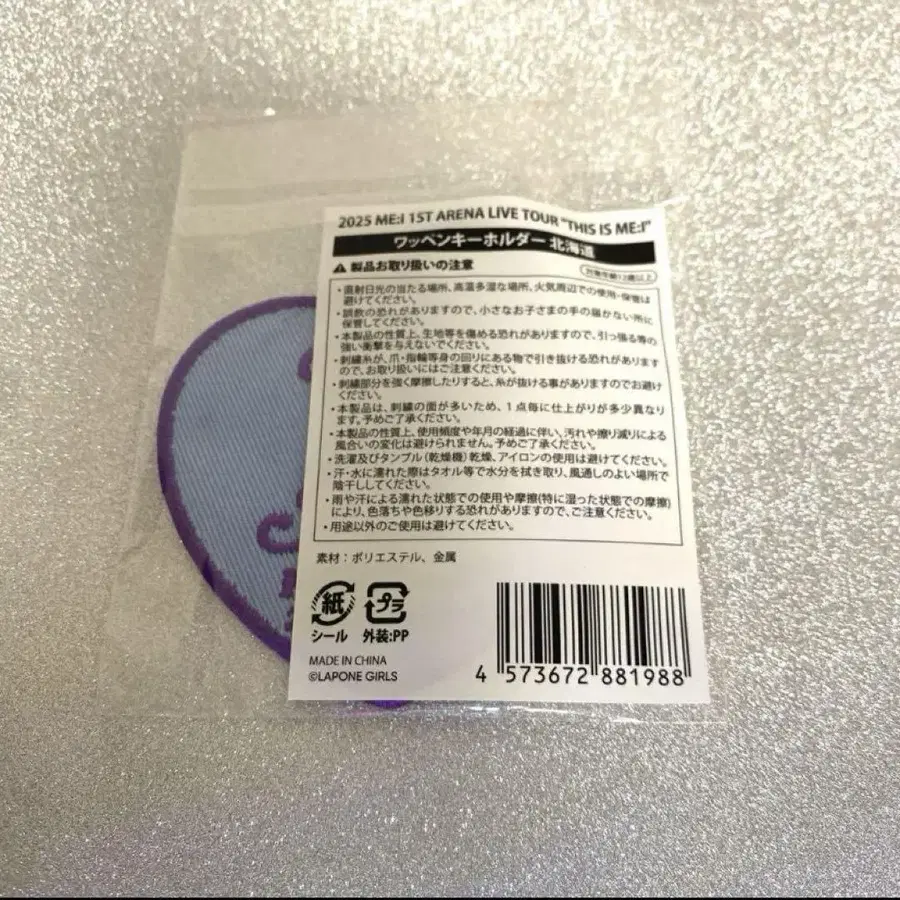 2025 ME:I 1ST ARENA LIVE TOUR "THIS IS ME:I"
ワッペンキーホルダー 北海道
製品お取り扱いの注意
対象年齢12歳以上
・直射日光の当たる場所、高温多湿な場所、火気周辺での使用・保管は
避けてください。
・誤飲の恐れがありますので、小さなお子さまの手の届かない所に
保管してください。
・本製品の性質上、生地等を傷める恐れがありますので、引っ張る等の
強い衝撃を与えないでください。
・刺繍糸が、爪・指輪等身の回りにある物で引き抜ける恐れがあります
ので、お取り扱いにはご注意ください。
・刺繍部分を強く摩擦したりすると、糸が抜ける事がありますのでお避け
ください。
・本製品は、刺繍の面が多いため、1点毎に仕上がりが多少異なり
ます。予めご了承ください。
・本製品の性質上、使用頻度や年月の経過に伴い、汚れや擦り減りによる
風合いの変化は避けられません。予めご了承ください。
・洗濯及びタンブル(乾燥機)乾燥、アイロンの使用は避けてください。
・汗・水に濡れた際はタオル等で水分を拭き取り、風通しのよい場所で
陰干ししてください。
・雨や汗による濡れた状態での使用や摩擦(特に湿った状態での摩擦)
により、色落ちや色移りする恐れがありますので、ご注意ください。
・用途以外のご使用は避けてください。
素材：ポリエステル、金属
紙 プラ
シール 外装:PP
MADE IN CHINA
©LAPONE GIRLS
4 573672 881988